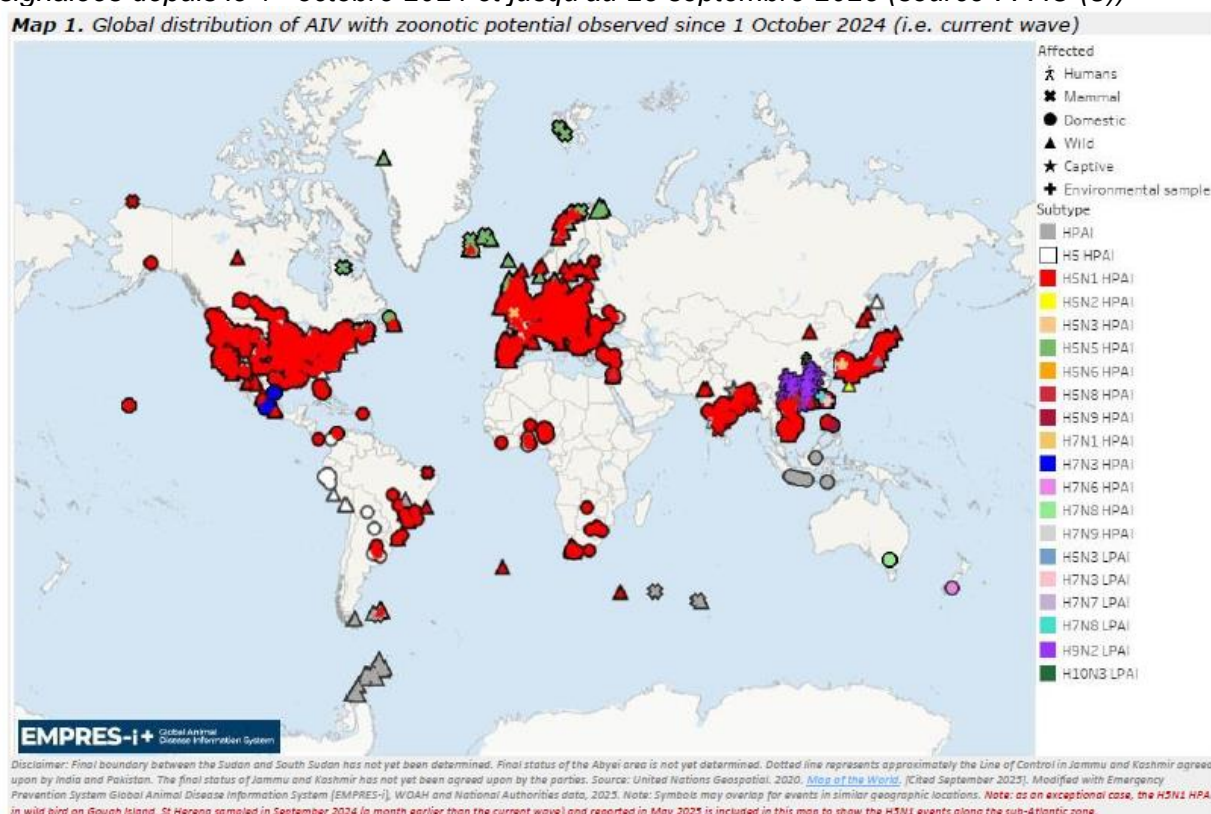 Map 1. Global distribution of AIV with zoonotic potential observed since 1 October 2024 (i.e. current wave)
Affected
Humans
Mammal
Domestic
Wild
Captive
Environmental sample
Subtype
HPAI
H5 HPAI
H5N1 HPAI
H5N2 HPAI
H5N3 HPAI
H5N5 HPAI
H5N6 HPAI
H5N8 HPAI
H5N9 HPAI
H7N1 HPAI
H7N3 HPAI
H7N6 HPAI
H7N8 HPAI
H7N9 HPAI
H5N3 LPAI
H7N3 LPAI
H7N7 LPAI
H7N8 LPAI
H9N2 LPAI
H10N3 LPAI
EMPRES-i+ Global Animal
Disease Information System
Disclaimer: Final boundary between the Sudan and South Sudan has not yet been determined. Final status of the Abyei area is not yet determined. Dotted line represents approximately the Line of Control in Jammu and Kashmir agreed
upon by India and Pakistan. The final status of Jammu and Kashmir has not yet been agreed upon by the parties. Source: United Nations Geospatial. 2020. Map of the World. [Cited September 2025]. Modified with Emergency
Prevention System Global Animal Disease Information System [EMPRES-i], WOAH and National Authorities data, 2025. Note: Symbols may overlap for events in similar geographic locations. Note: as an exceptional case, the H5N1 HPAI
in wild bird on Gough Island, St Herena sampled in September 2024 (a month earlier than the current wave) and reported in May 2025 is included in this map to show the H5N1 events along the sub-Atlantic zone.